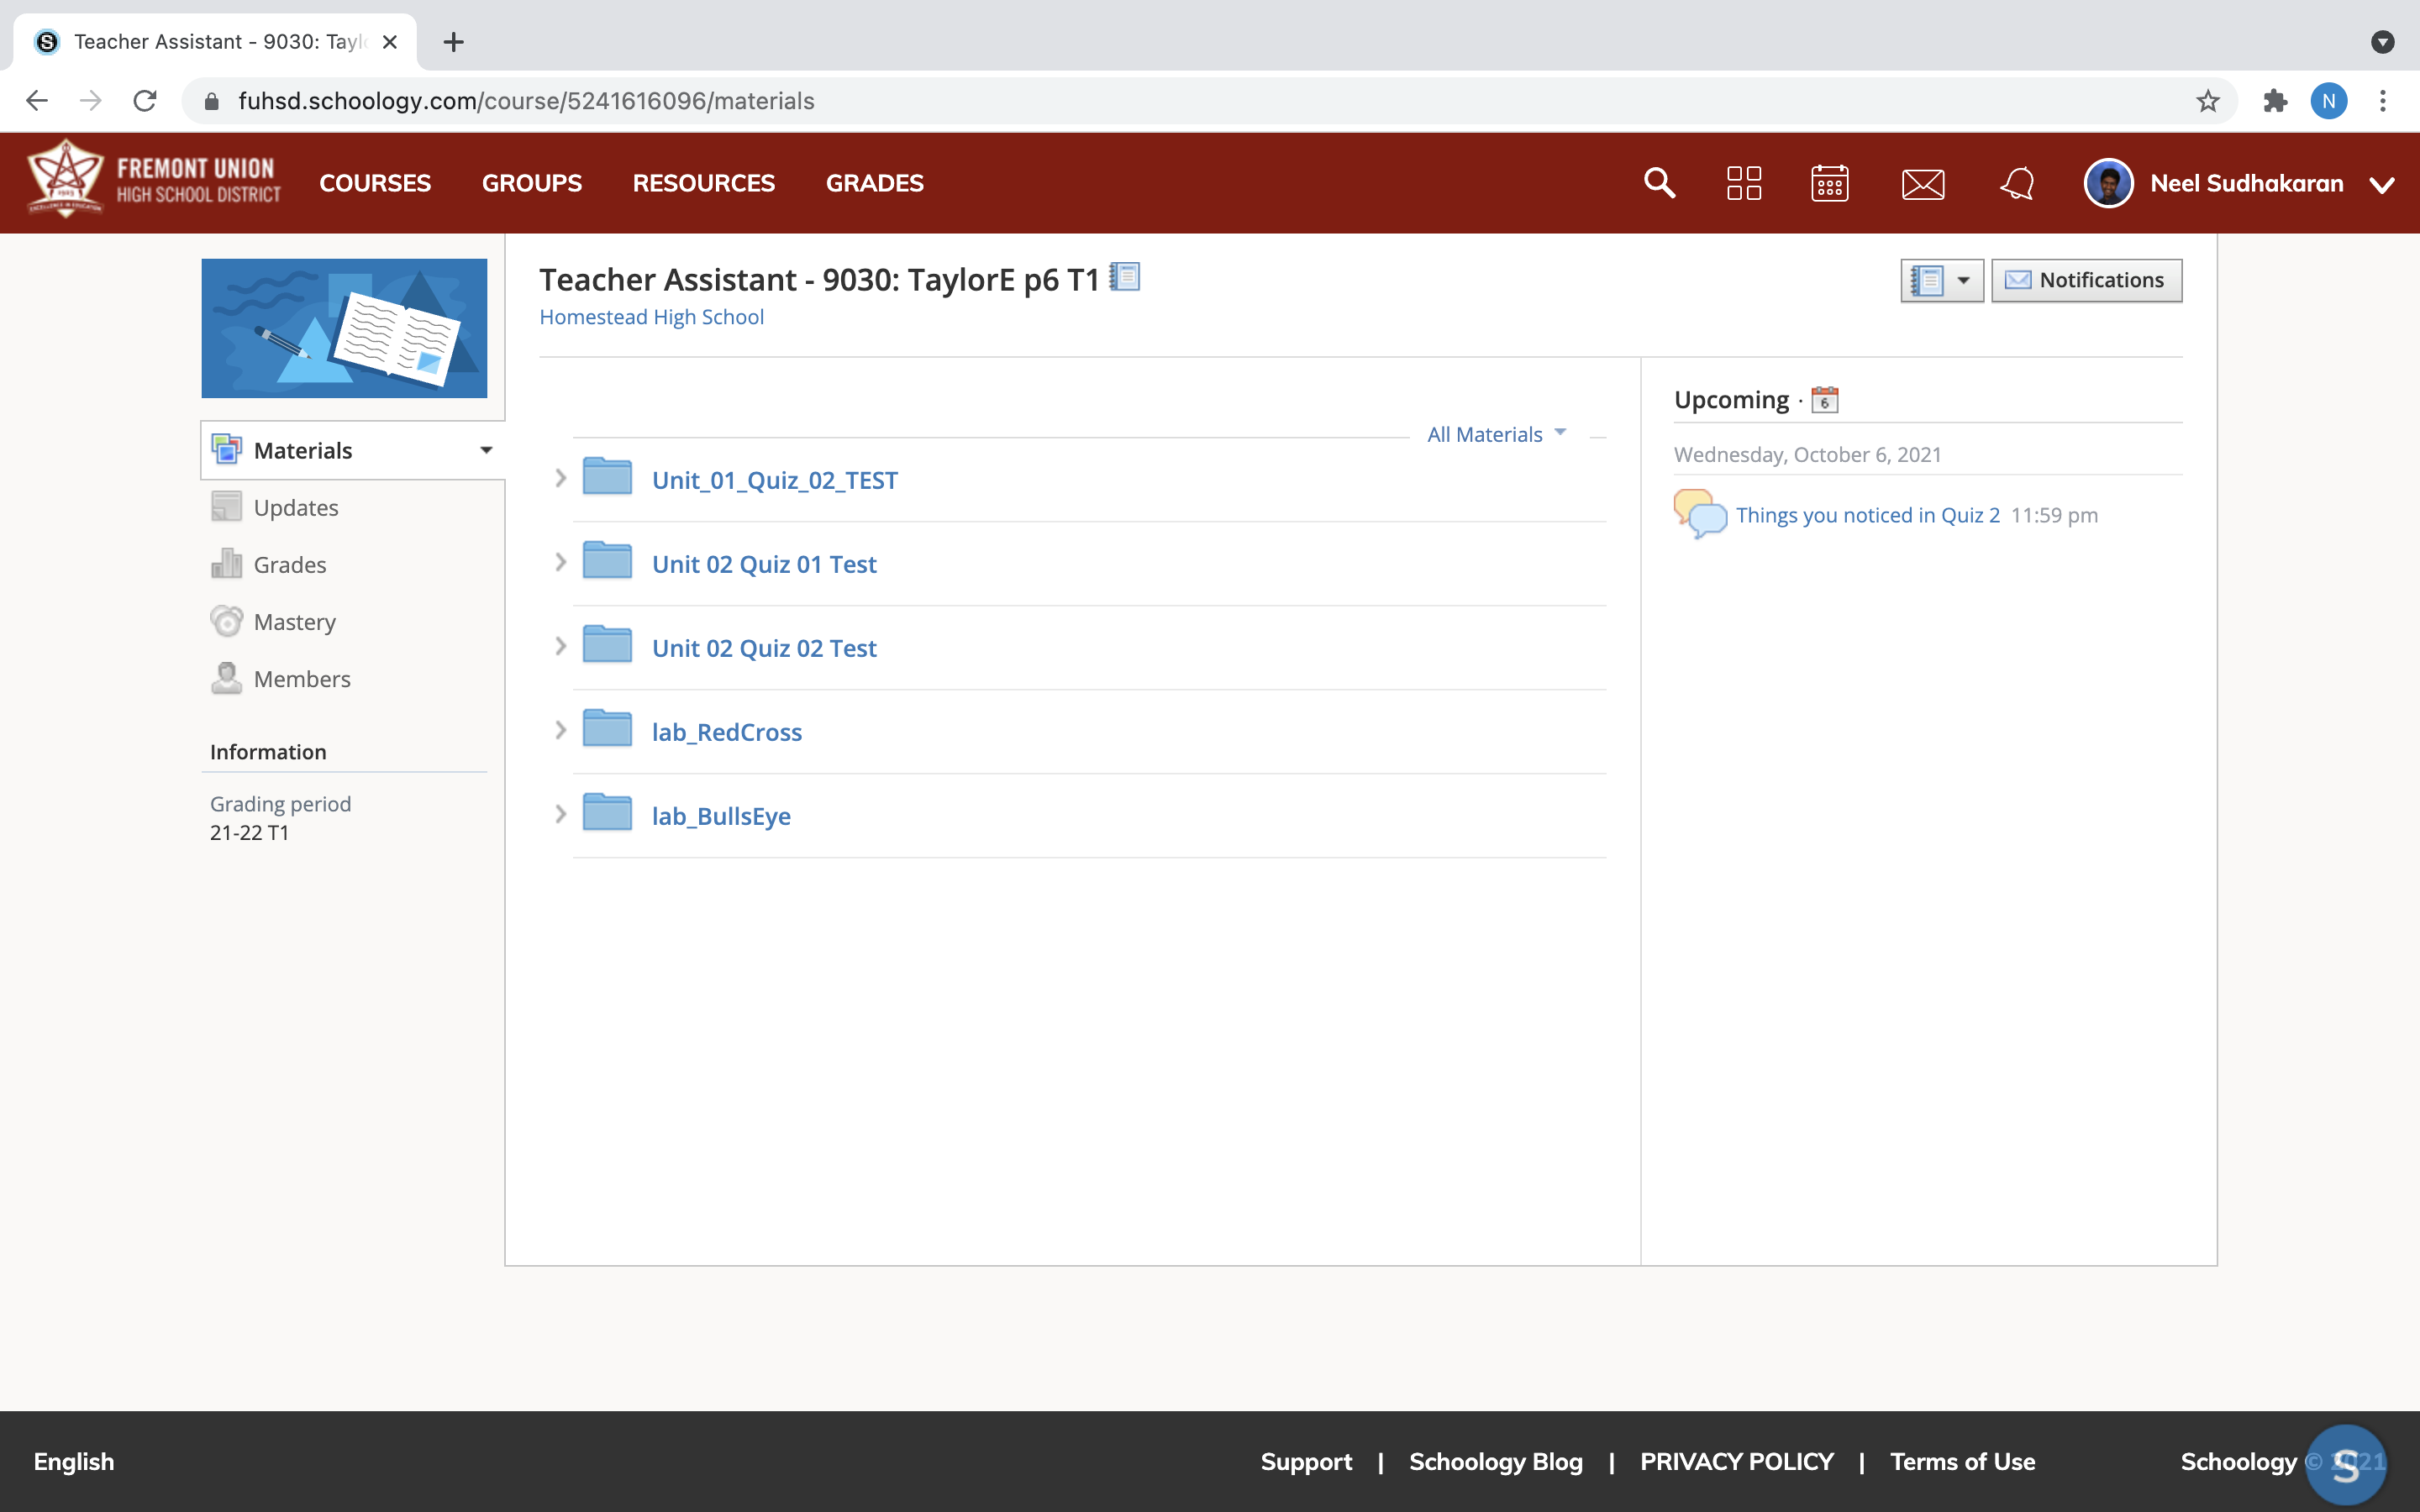 Teacher Assistant - 9030: Tayl
fuhsd.schoology.com/course/5241616096/materials
FREMONT UNION
HIGH SCHOOL DISTRICT
COURSES GROUPS RESOURCES GRADES
Neel Sudhakaran
Teacher Assistant - 9030: TaylorE p6 T1
Homestead High School
Notifications
Materials
Updates
Grades
Mastery
Members
Information
Grading period
21-22 T1
All Materials
Unit_01_Quiz_02_TEST
Unit 02 Quiz 01 Test
Unit 02 Quiz 02 Test
lab_RedCross
lab_BullsEye
Upcoming · 6
Wednesday, October 6, 2021
Things you noticed in Quiz 2 11:59 pm
English
Support | Schoology Blog | PRIVACY POLICY | Terms of Use
Schoology © 2021
S
N